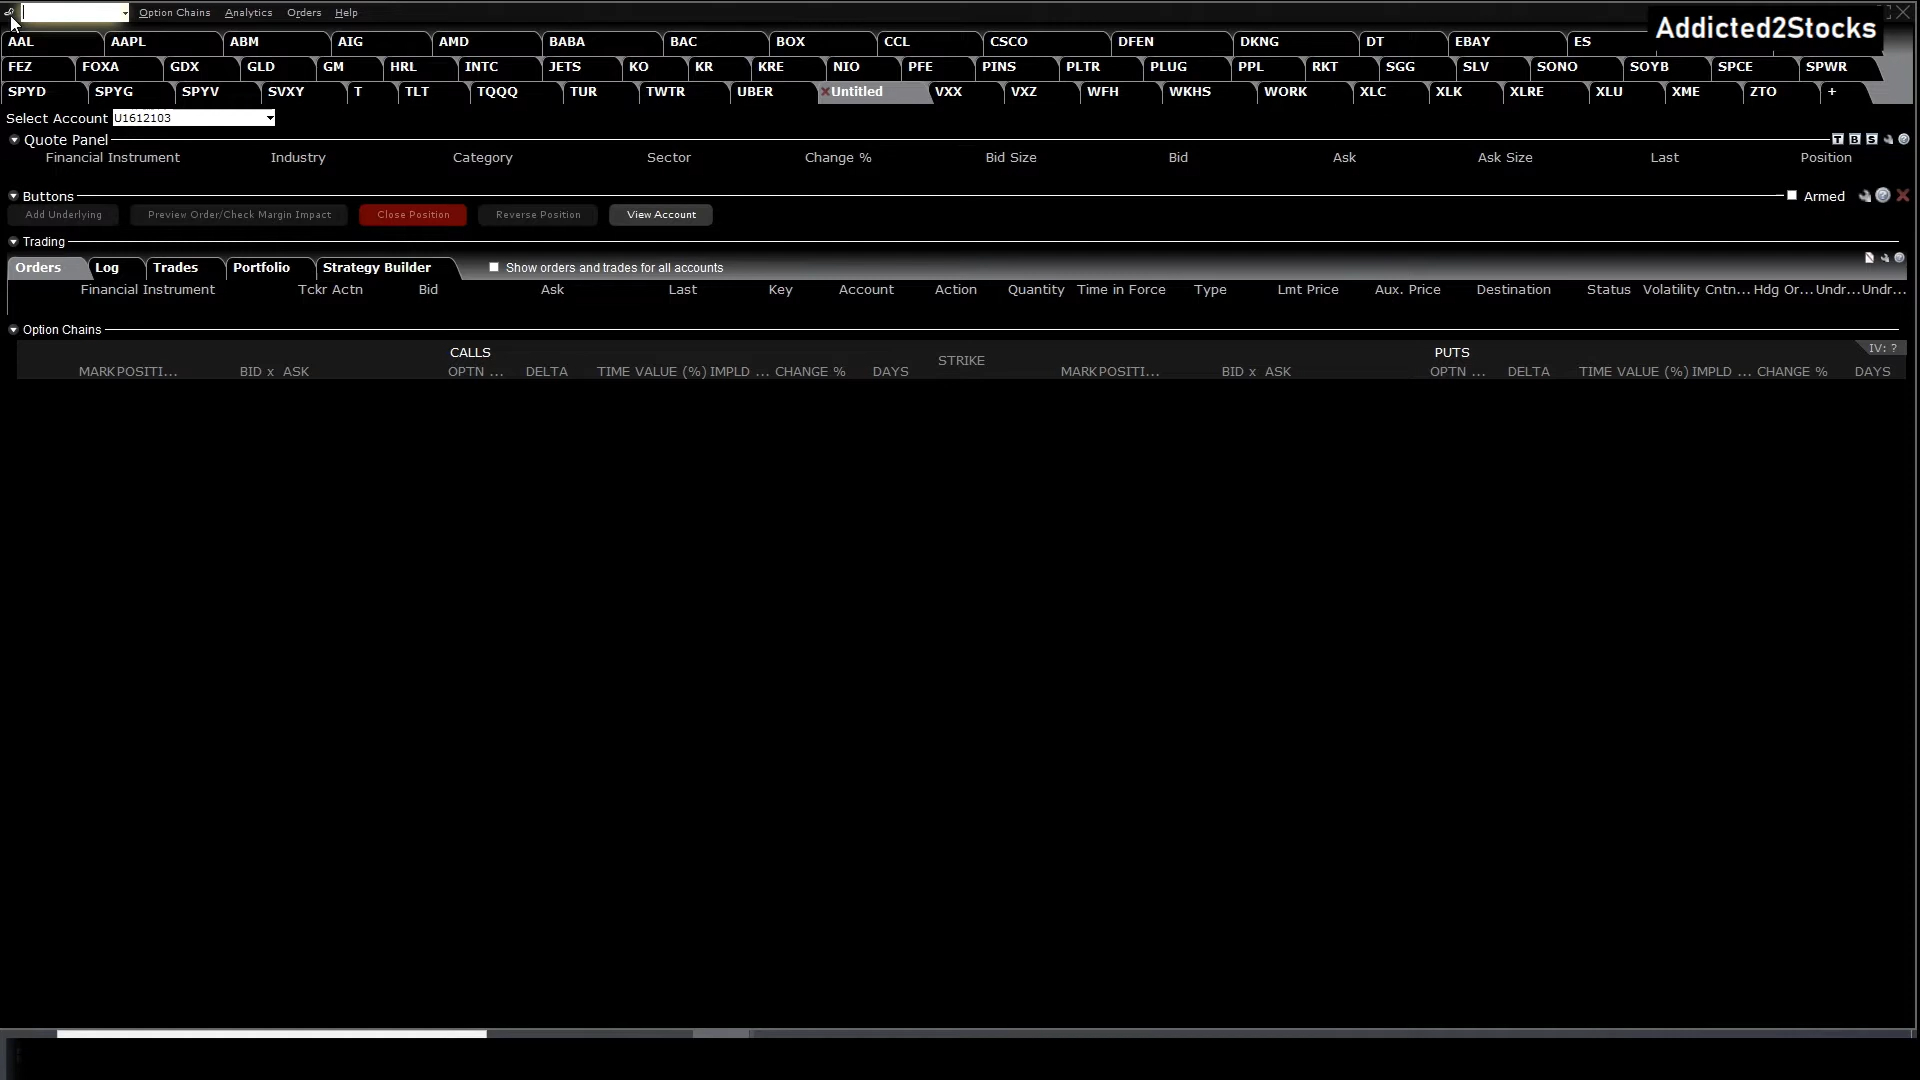 Option Chains Analytics Orders Help
Addicted2Stocks
AAL AAPL ABM AIG AMD BABA BAC BOX CCL CSCO DFEN DKNG DT EBAY ES
FEZ FOXA GDX GLD GM HRL INTC JETS KO KR KRE NIO PFE PINS PLTR PLUG PPL RKT SGG SLV SONO SOYB SPCE SPWR
SPYD SPYG SPYV SVXY T TLT TQQQ TUR TWTR UBER Untitled VXX VXZ WFH WKHS WORK XLC XLK XLRE XLU XME ZTO +
Select Account U1612103
Quote Panel T B S
Financial Instrument Industry Category Sector Change % Bid Size Bid Ask Ask Size Last Position
Buttons Armed
Add Underlying Preview Order/Check Margin Impact Close Position Reverse Position View Account
Trading
Orders Log Trades Portfolio Strategy Builder Show orders and trades for all accounts
Financial Instrument Tckr Actn Bid Ask Last Key Account Action Quantity Time in Force Type Lmt Price Aux. Price Destination Status Volatility Cntn... Hdg Or... Undr... Undr...
Option Chains
CALLS STRIKE PUTS IV: ?
MARK POSITI... BID x ASK OPTN ... DELTA TIME VALUE (%) IMPLD ... CHANGE % DAYS MARK POSITI... BID x ASK OPTN ... DELTA TIME VALUE (%) IMPLD ... CHANGE % DAYS